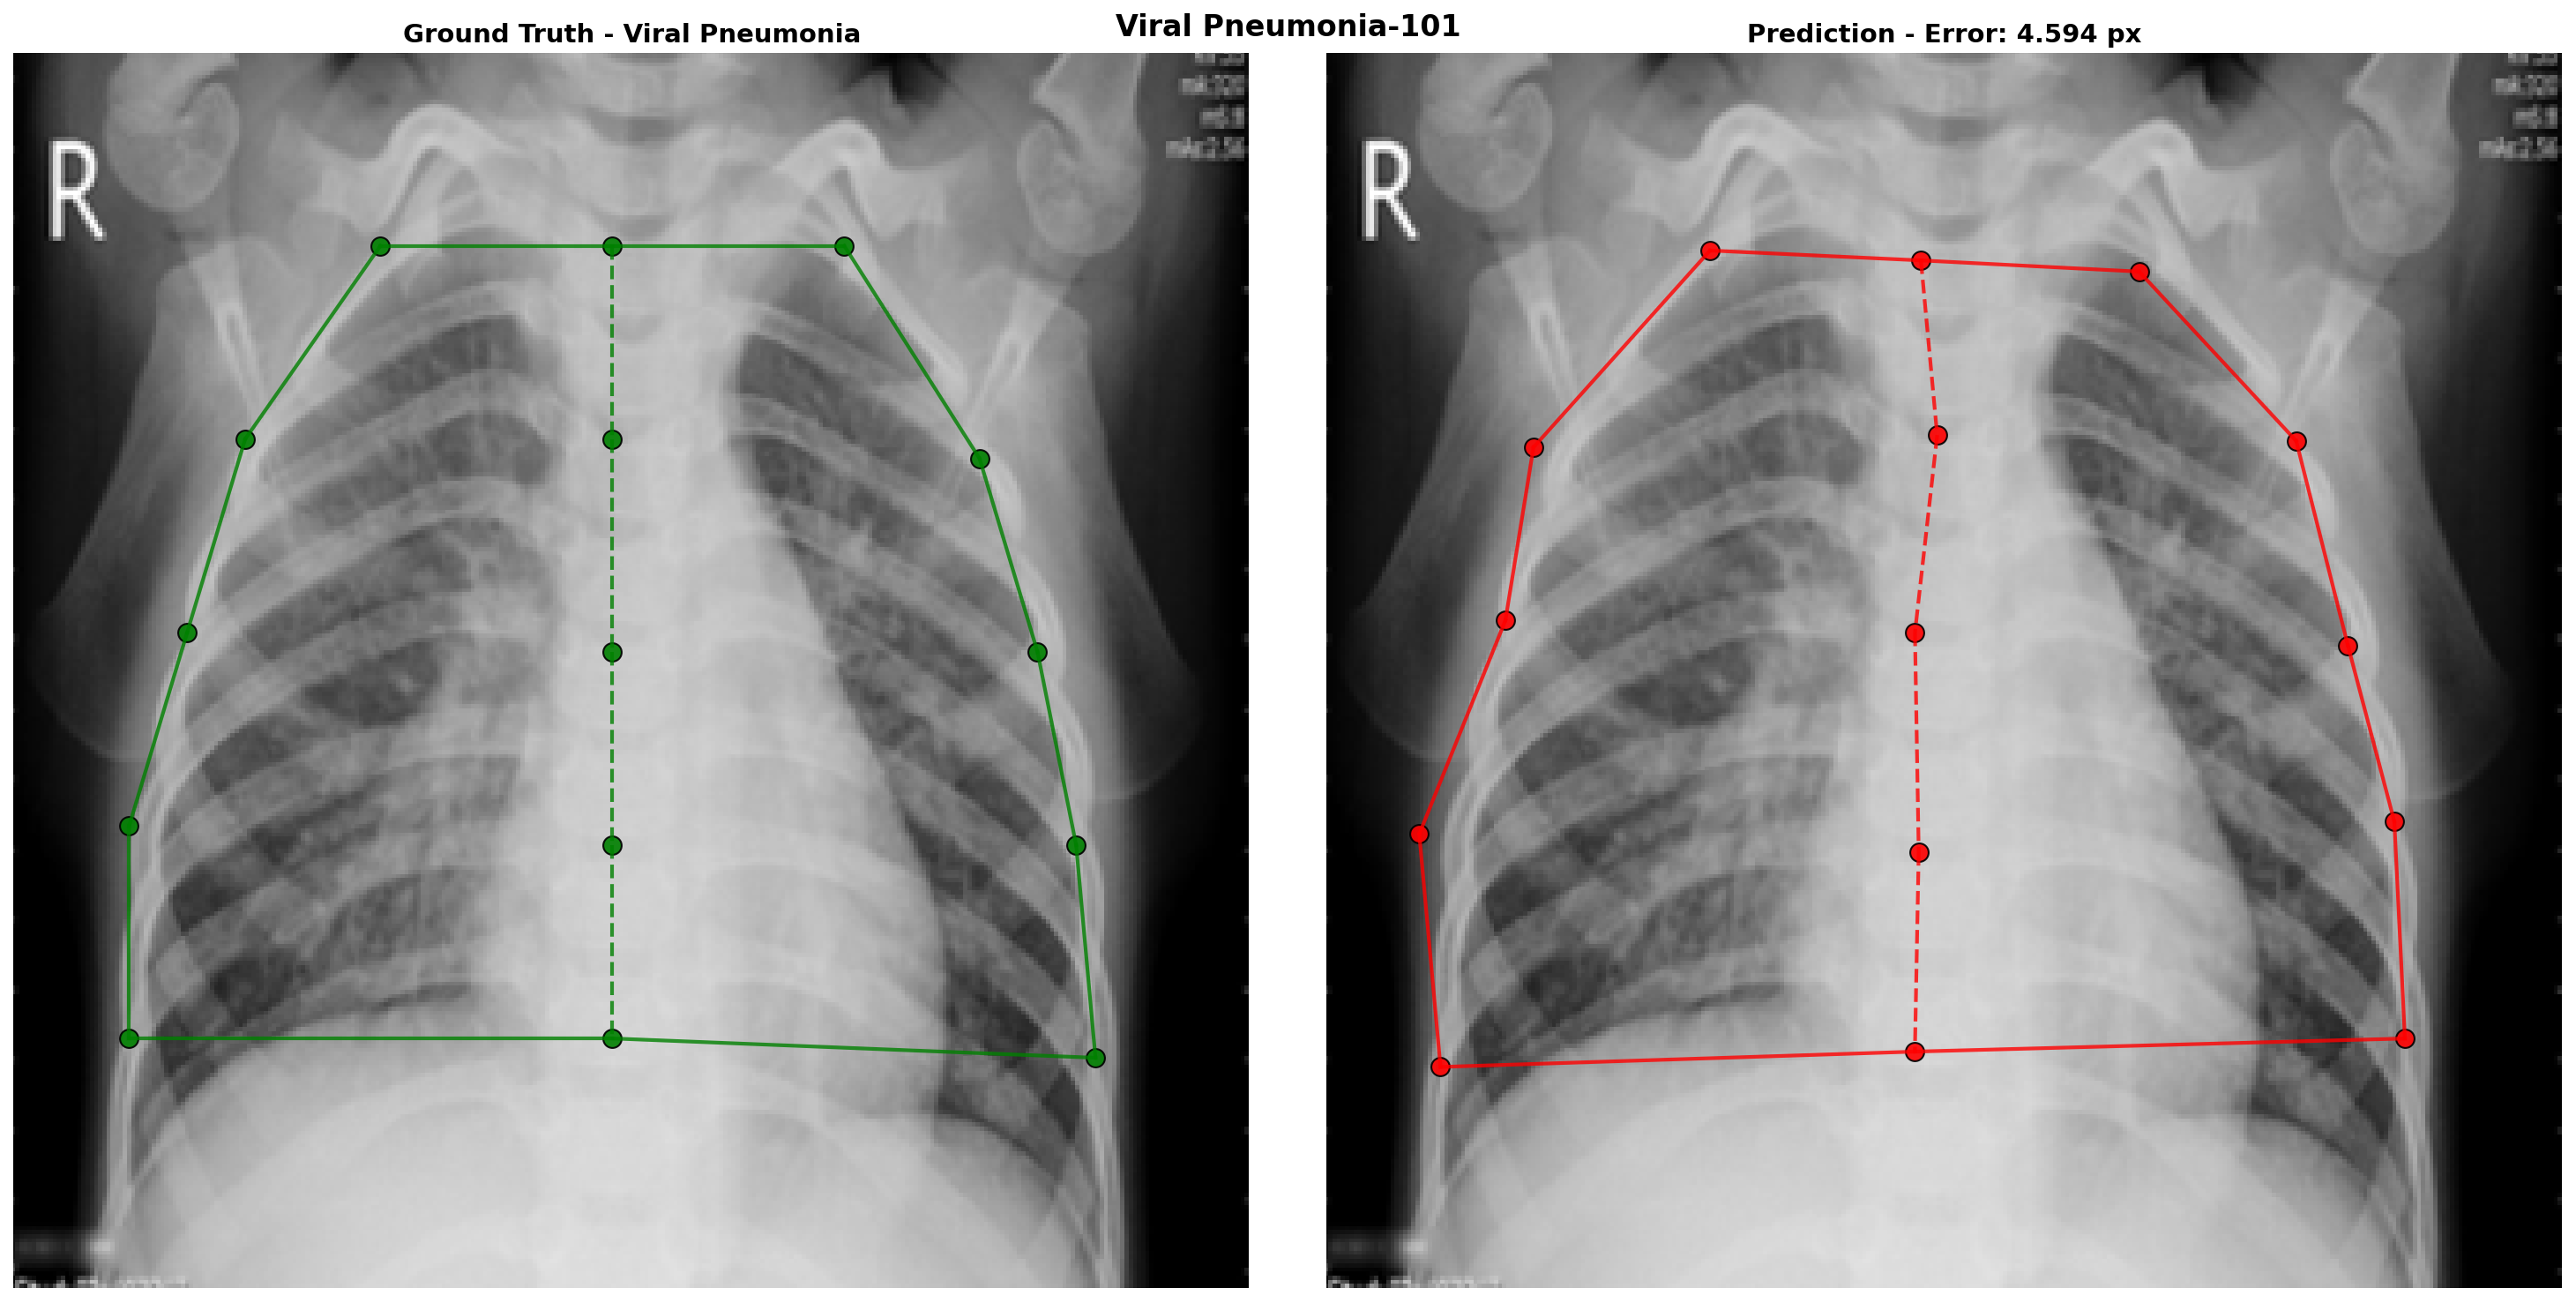 Viral Pneumonia-101
Ground Truth - Viral Pneumonia
Prediction - Error: 4.594 px
R
R